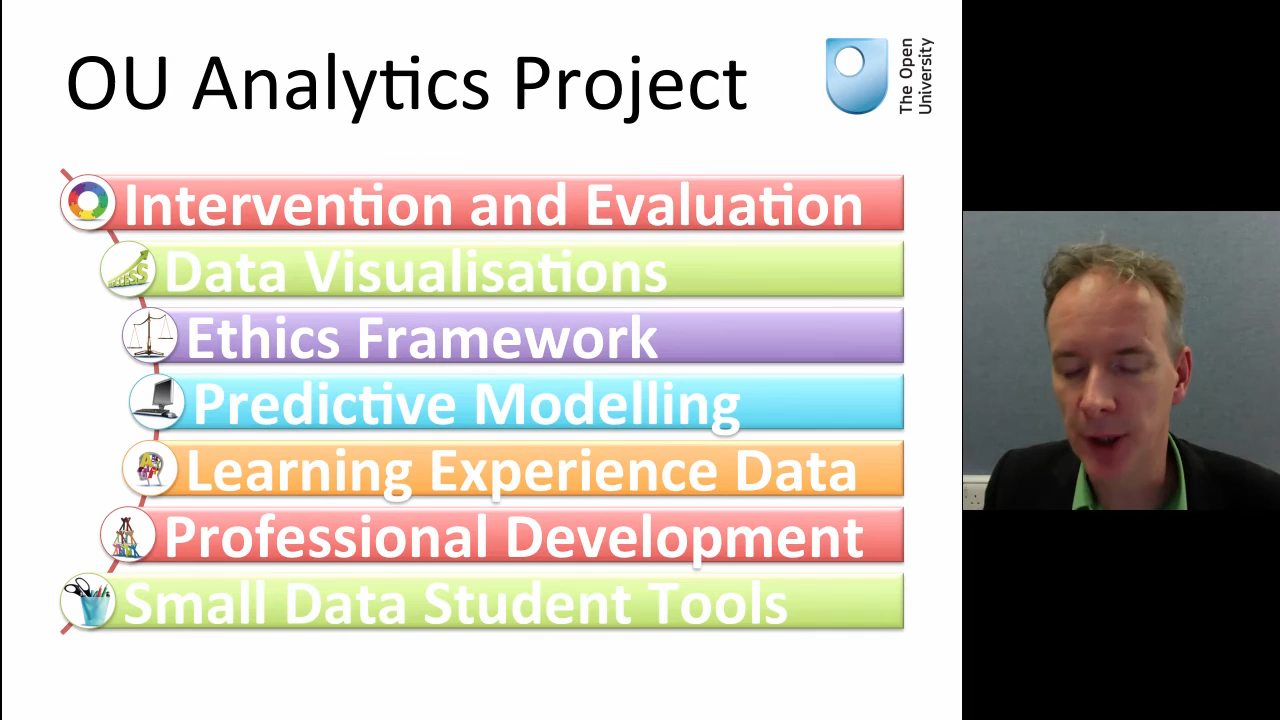 OU Analytics Project
The Open
University
Intervention and Evaluation
Data Visualisations
Ethics Framework
Predictive Modelling
Learning Experience Data
Professional Development
Small Data Student Tools